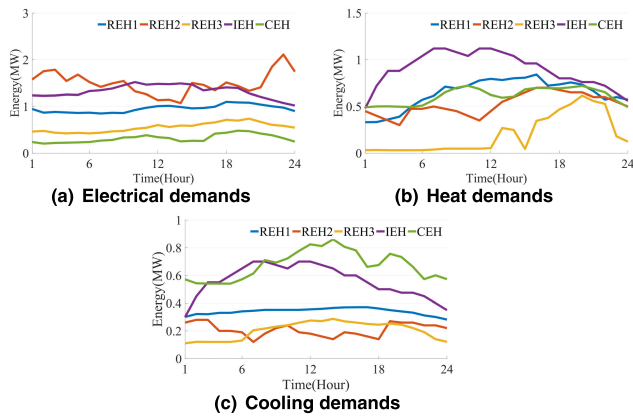 REH1 REH2 REH3 IEH CEH
3
2
1
0
Energy(MW)
1 6 12 18 24
Time(Hour)
(a) Electrical demands
REH1 REH2 REH3 IEH CEH
1.5
1
0.5
0
Energy(MW)
1 6 12 18 24
Time(Hour)
(b) Heat demands
REH1 REH2 REH3 IEH CEH
1
0.8
0.6
0.4
0.2
0
Energy(MW)
1 6 12 18 24
Time(Hour)
(c) Cooling demands